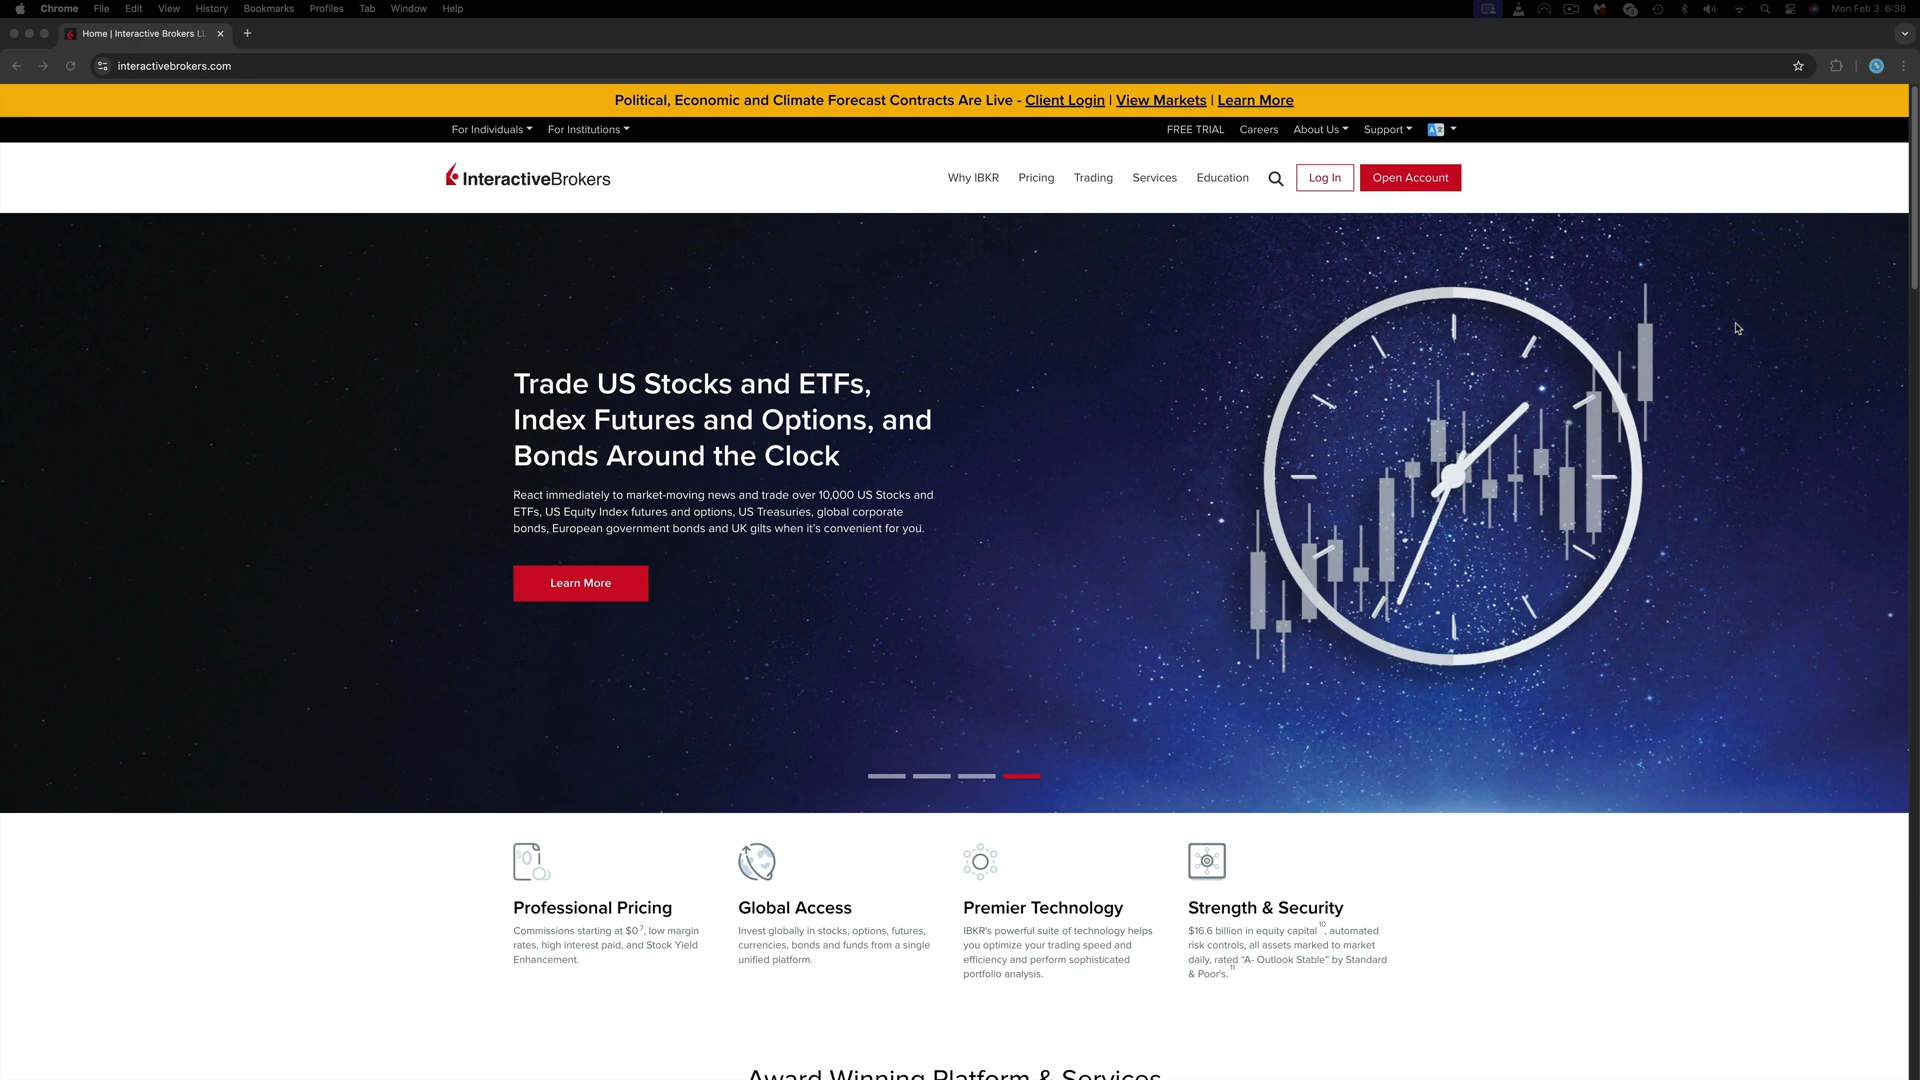 Chrome File Edit View History Bookmarks Profiles Tab Window Help Mon Feb 3 6:38
Home | Interactive Brokers LL
interactivebrokers.com
Political, Economic and Climate Forecast Contracts Are Live - Client Login | View Markets | Learn More
For Individuals For Institutions FREE TRIAL Careers About Us Support
InteractiveBrokers Why IBKR Pricing Trading Services Education Log In Open Account
Trade US Stocks and ETFs,
Index Futures and Options, and
Bonds Around the Clock
React immediately to market-moving news and trade over 10,000 US Stocks and
ETFs, US Equity Index futures and options, US Treasuries, global corporate
bonds, European government bonds and UK gilts when it's convenient for you.
Learn More
Professional Pricing
Commissions starting at $0 7, low margin
rates, high interest paid, and Stock Yield
Enhancement.
Global Access
Invest globally in stocks, options, futures,
currencies, bonds and funds from a single
unified platform.
Premier Technology
IBKR's powerful suite of technology helps
you optimize your trading speed and
efficiency and perform sophisticated
portfolio analysis.
Strength & Security
$16.6 billion in equity capital 10, automated
risk controls, all assets marked to market
daily, rated “A- Outlook Stable” by Standard
& Poor's. 11
Award Winning Platform & Services